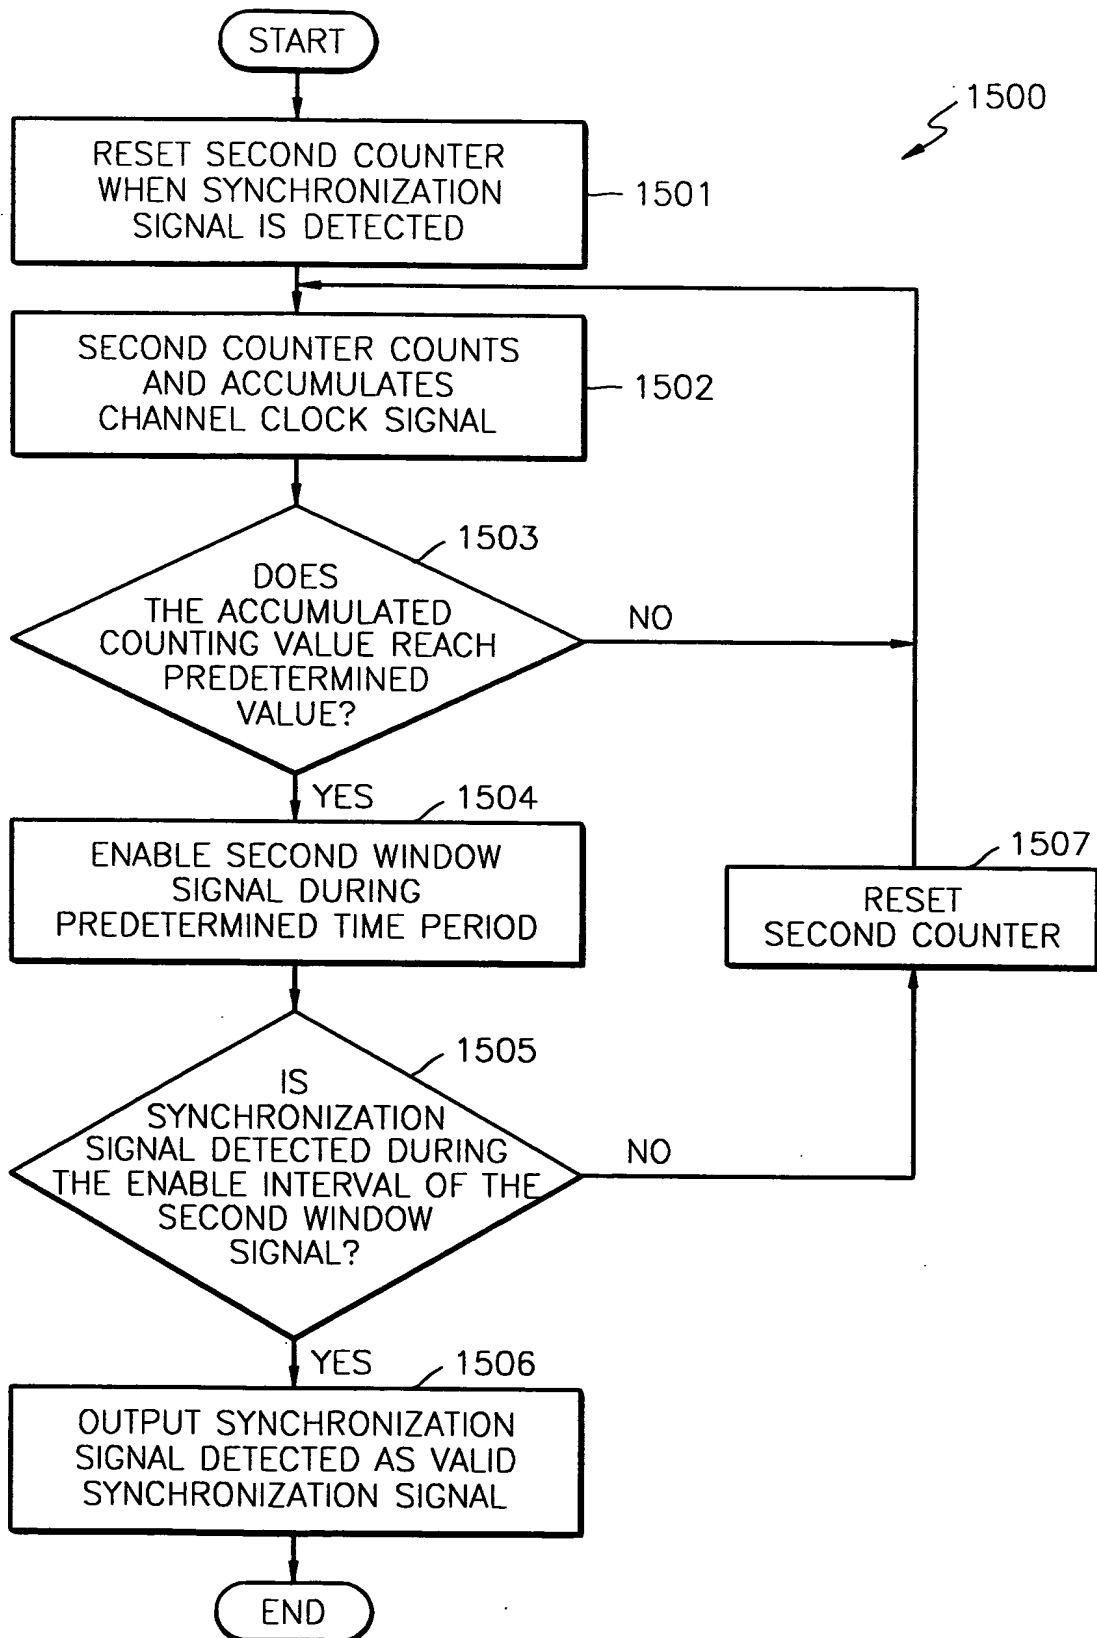 START
1500
RESET SECOND COUNTER
WHEN SYNCHRONIZATION
SIGNAL IS DETECTED
1501
SECOND COUNTER COUNTS
AND ACCUMULATES
CHANNEL CLOCK SIGNAL
1502
1503
DOES
THE ACCUMULATED
COUNTING VALUE REACH
PREDETERMINED
VALUE?
NO
YES
1504
ENABLE SECOND WINDOW
SIGNAL DURING
PREDETERMINED TIME PERIOD
1507
RESET
SECOND COUNTER
1505
IS
SYNCHRONIZATION
SIGNAL DETECTED DURING
THE ENABLE INTERVAL OF THE
SECOND WINDOW
SIGNAL?
NO
YES
1506
OUTPUT SYNCHRONIZATION
SIGNAL DETECTED AS VALID
SYNCHRONIZATION SIGNAL
END